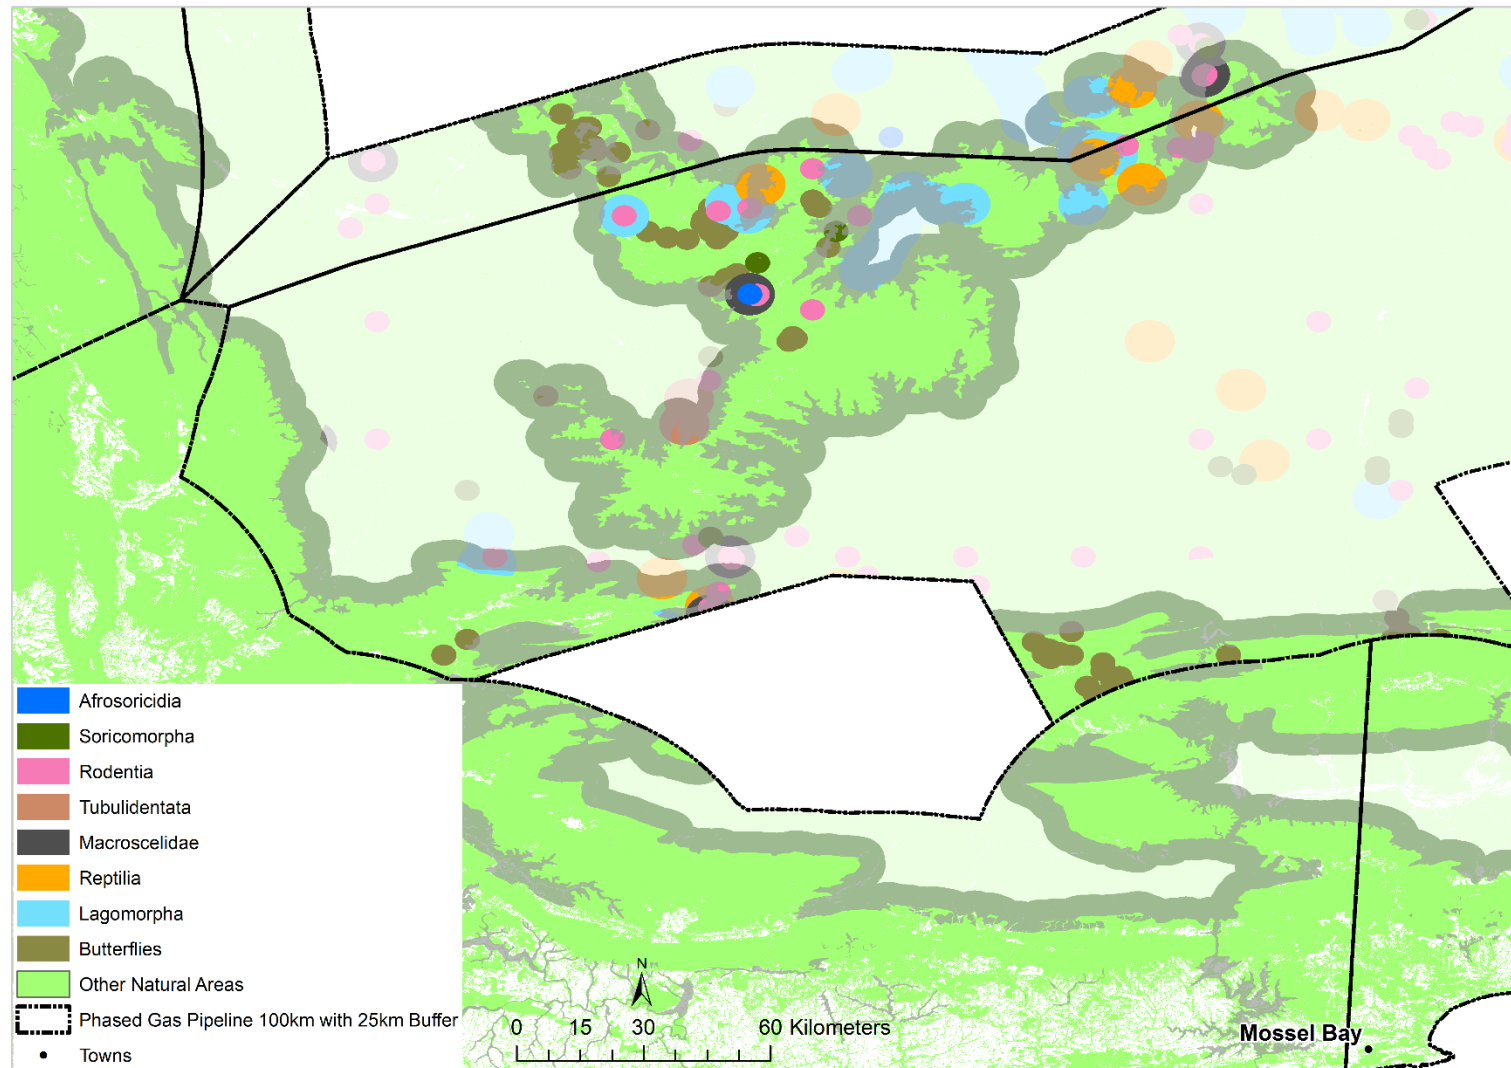 Afrosoricidia
Soricomorpha
Rodentia
Tubulidentata
Macroscelidae
Reptilia
Lagomorpha
Butterflies
Other Natural Areas
Phased Gas Pipeline 100km with 25km Buffer
Towns
N
0 15 30 60 Kilometers
Mossel Bay